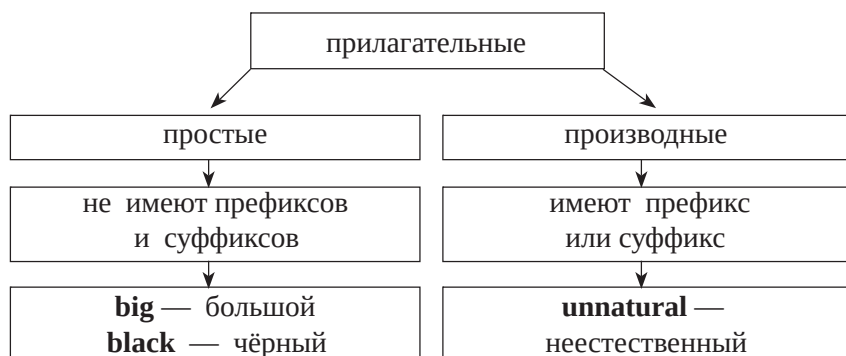 прилагательные
простые
производные
не имеют префиксов
и суффиксов
имеют префикс
или суффикс
big — большой
black — чёрный
unnatural —
неестественный